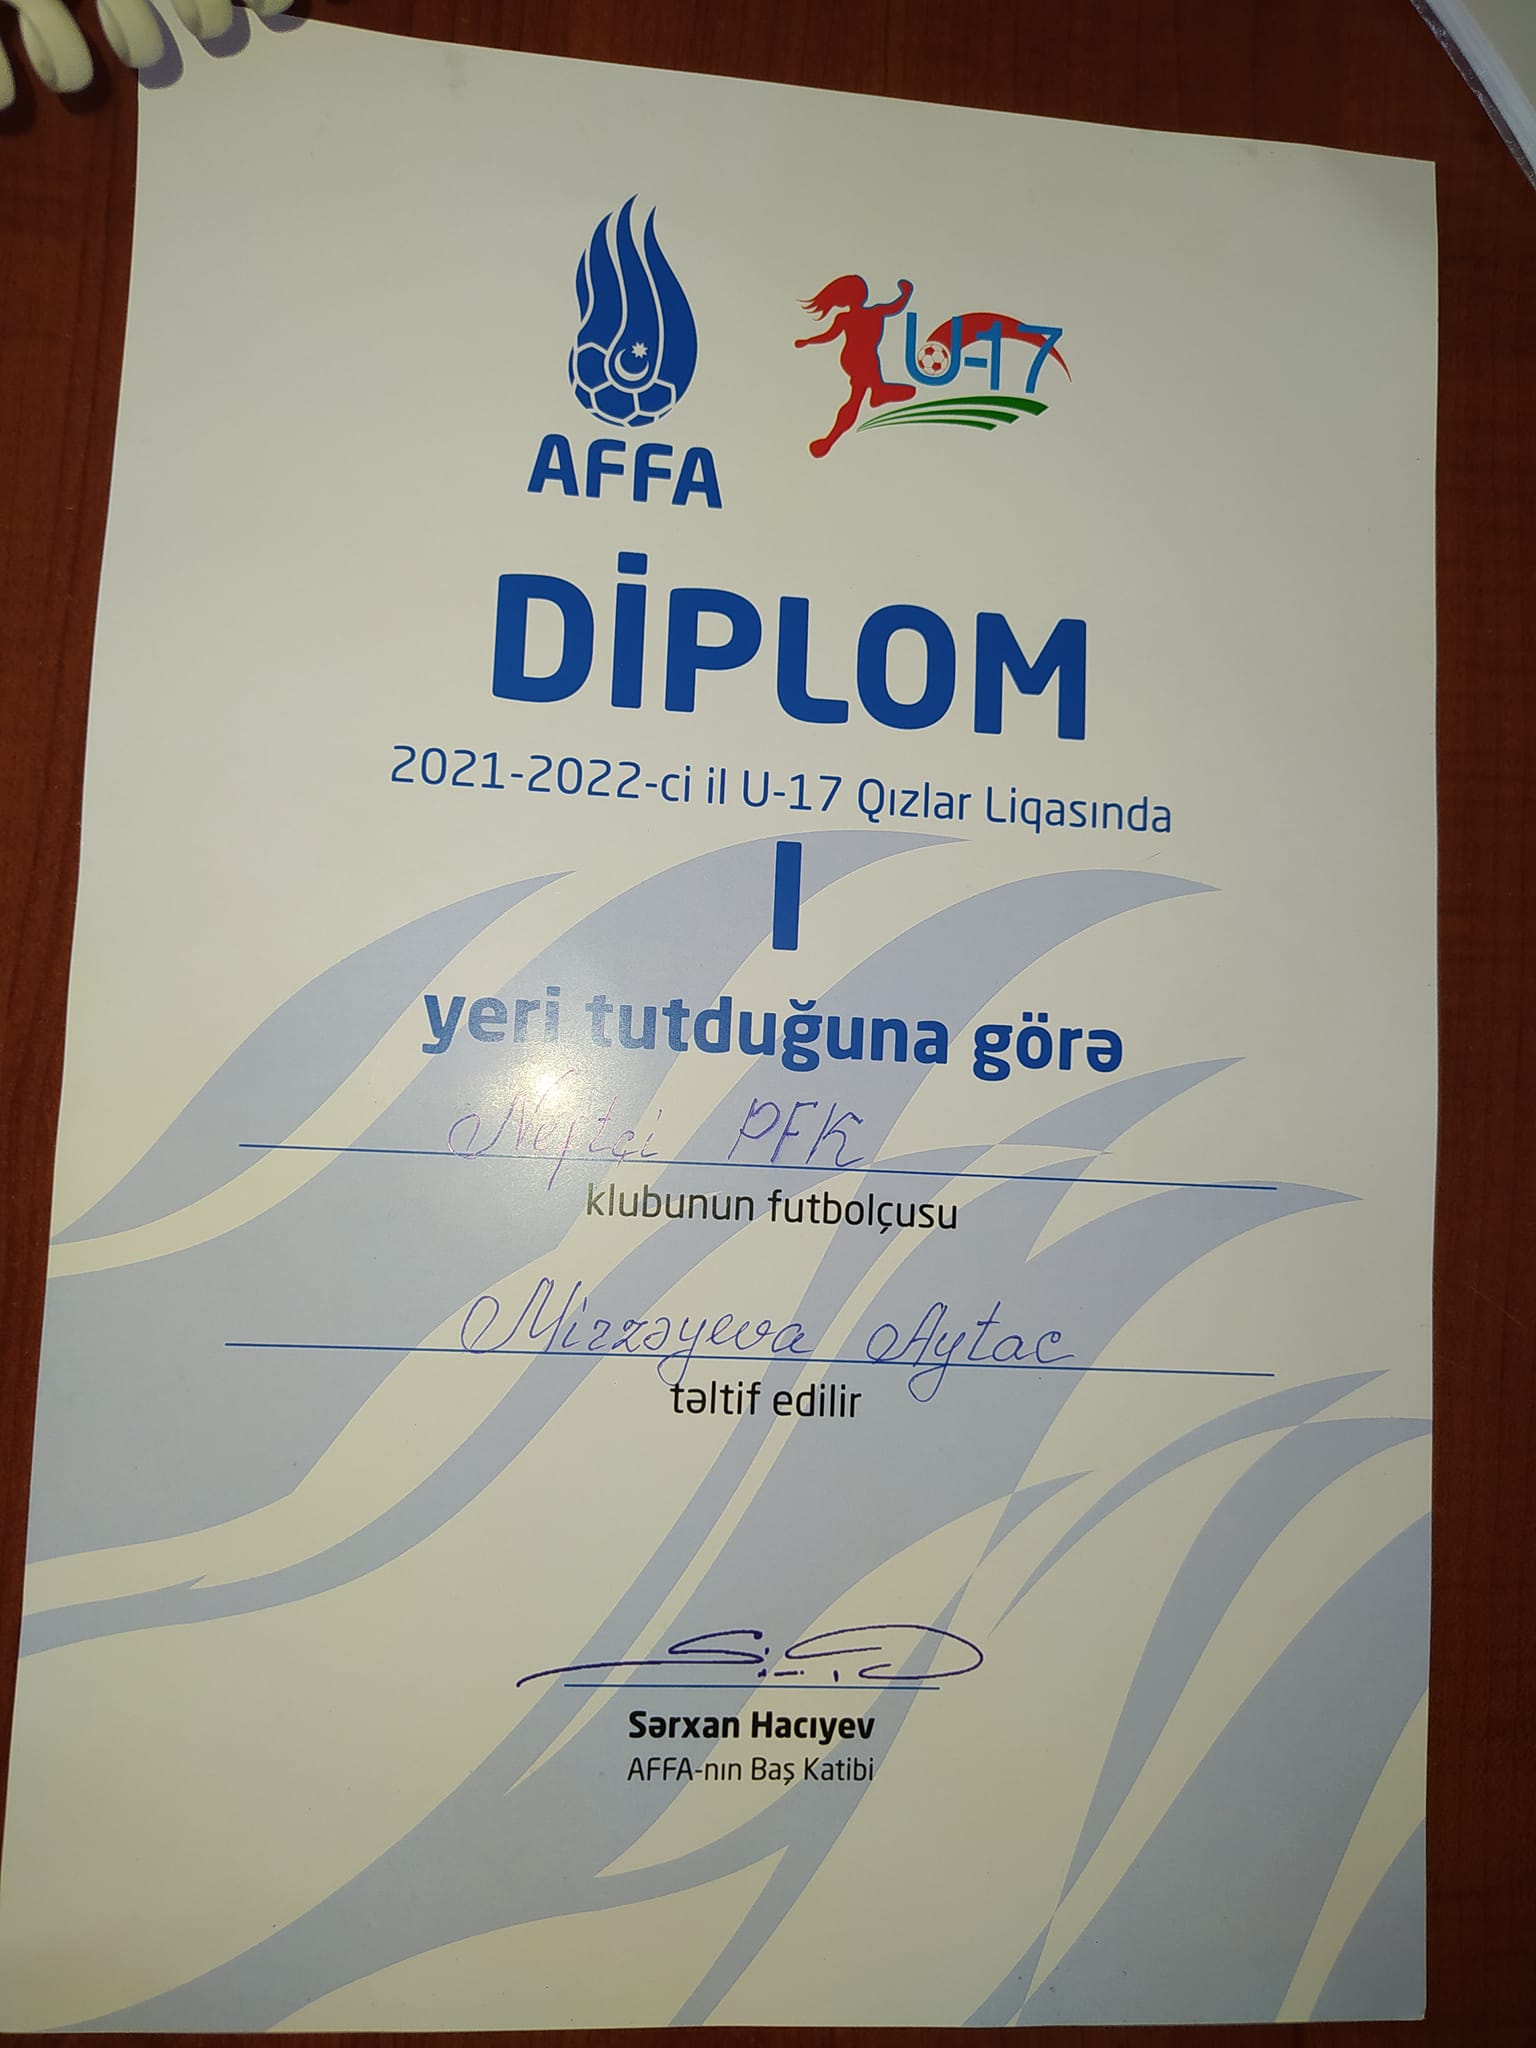 AFFA
U-17
DİPLOM
2021-2022-ci il U-17 Qızlar Liqasında
I
yeri tutduğuna görə
Neftçi PFK
klubunun futbolçusu
Mirzəyeva Aytac
təltif edilir
Sərxan Hacıyev
AFFA-nın Baş Katibi